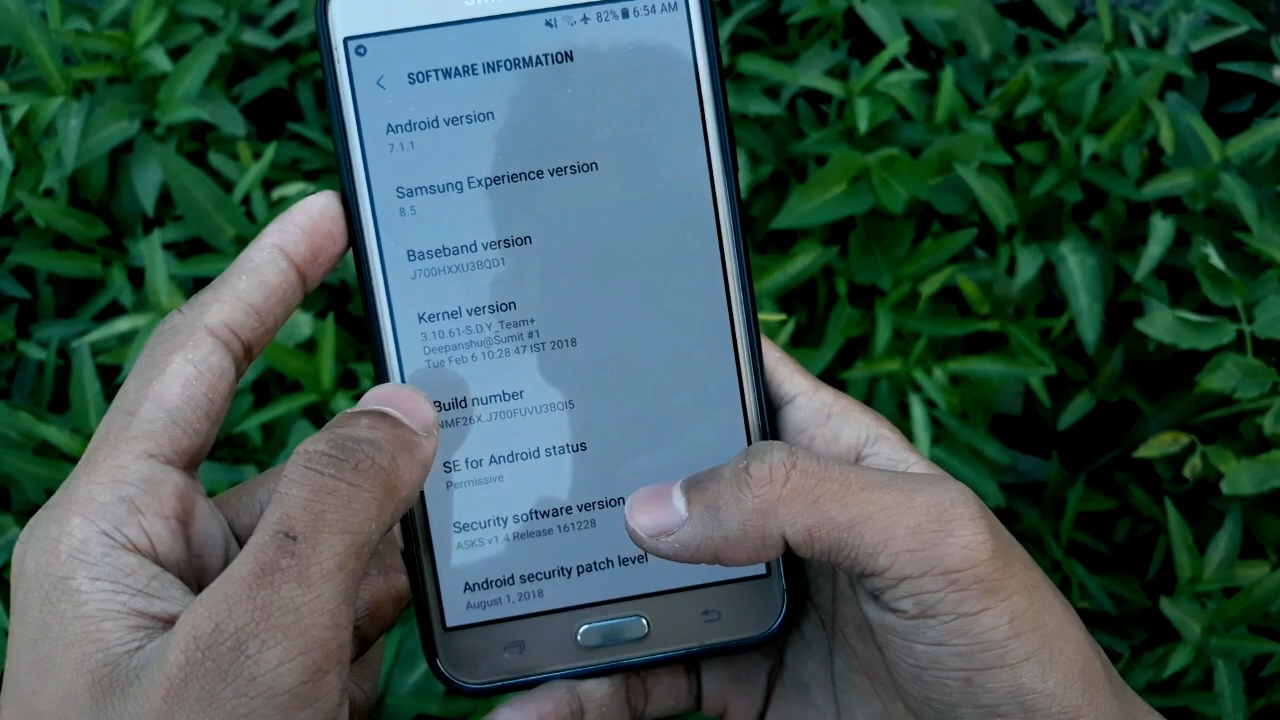 82% 6:54 AM
SOFTWARE INFORMATION
Android version
7.1.1
Samsung Experience version
8.5
Baseband version
J700HXXU3BQD1
Kernel version
3.10.61-S.D.Y_Team+
Deepanshu@Sumit #1
Tue Feb 6 10:28:47 IST 2018
Build number
NMF26X.J700FUVU3BQI5
SE for Android status
Permissive
Security software version
ASKS v1.4 Release 161228
Android security patch level
August 1, 2018